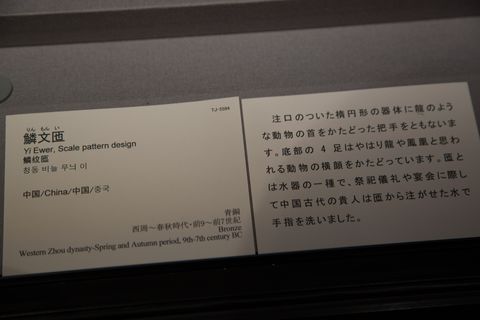 TJ-5594
りん もん い
鱗文匜
Yi Ewer, Scale pattern design
鳞纹匜
청동 비늘 무늬 이
中国/China/中国/중국
青銅
西周～春秋時代・前9～前7世紀
Bronze
Western Zhou dynasty-Spring and Autumn period, 9th-7th century BC
注口のついた楕円形の器体に龍のよう
な動物の首をかたどった把手をともないま
す。底部の 4 足はやはり龍や鳳凰と思わ
れる動物の横顔をかたどっています。匜と
は水器の一種で、祭祀儀礼や宴会に際し
て中国古代の貴人は匜から注がせた水で
手指を洗いました。